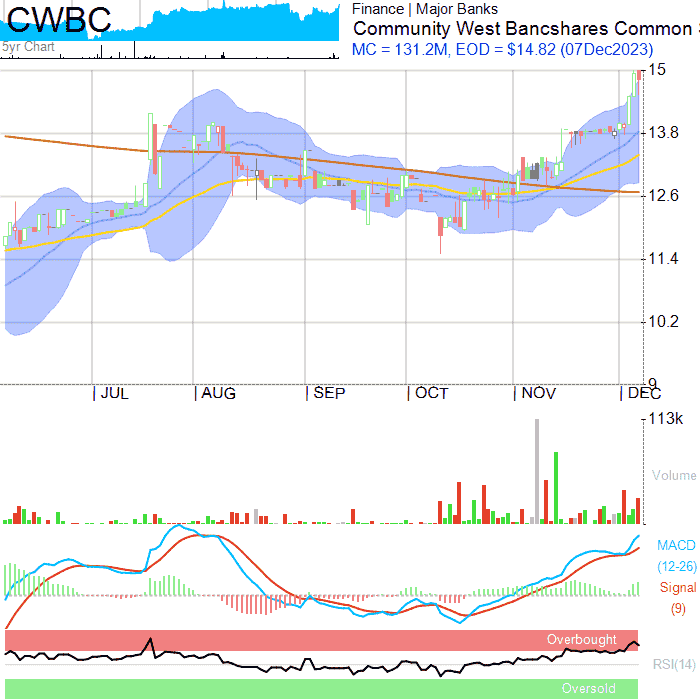 CWBC
5yr Chart
Finance | Major Banks
Community West Bancshares Common
MC = 131.2M, EOD = $14.82 (07Dec2023)
15
13.8
12.6
11.4
10.2
9
JUL AUG SEP OCT NOV DEC
113k
Volume
MACD
(12-26)
Signal
(9)
Overbought
RSI(14)
Oversold